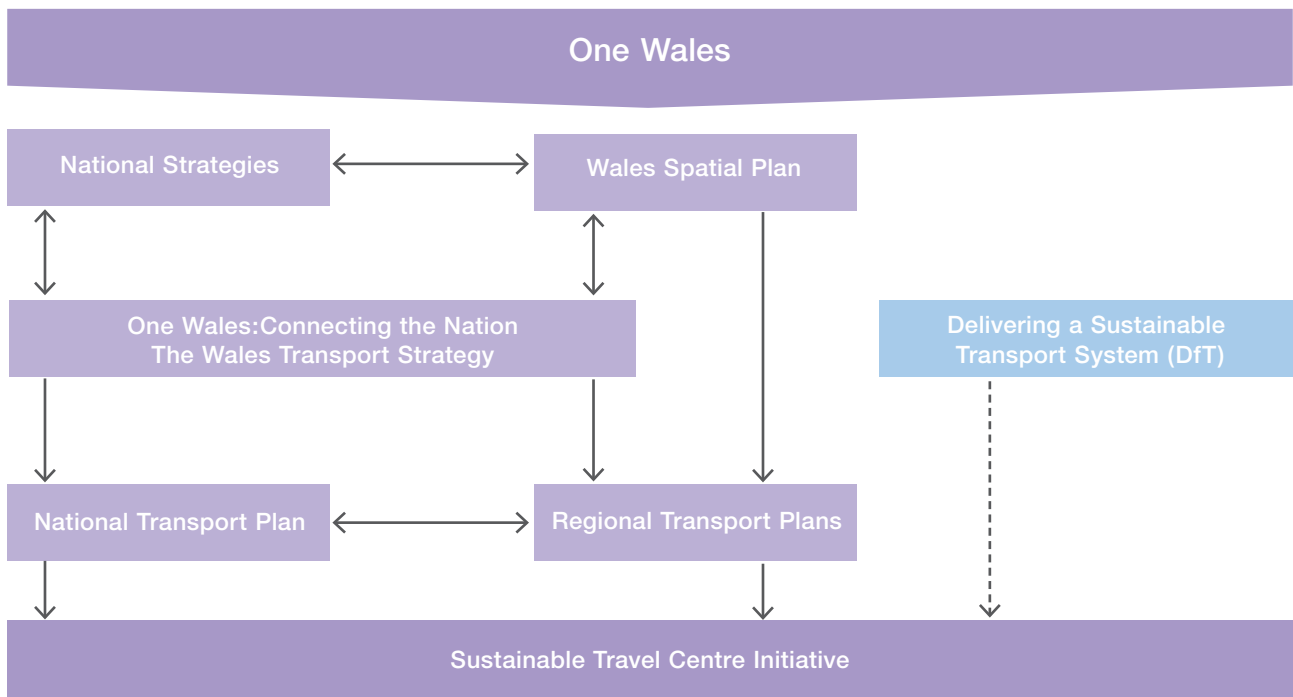 One Wales
National Strategies
Wales Spatial Plan
One Wales:Connecting the Nation
The Wales Transport Strategy
Delivering a Sustainable
Transport System (DfT)
National Transport Plan
Regional Transport Plans
Sustainable Travel Centre Initiative